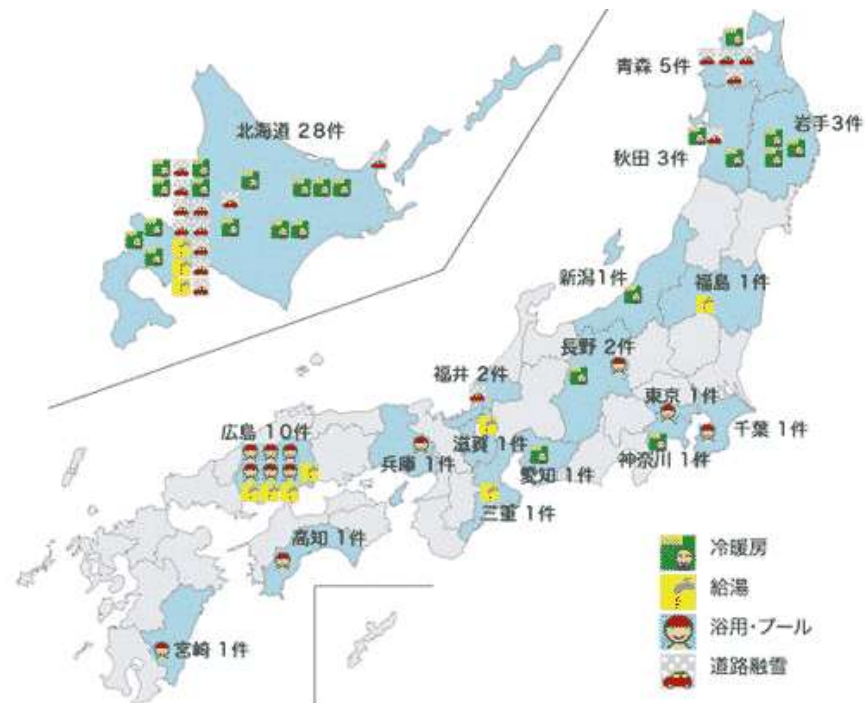 青森 5件
北海道 28件
岩手3件
秋田 3件
新潟1件
福島 1件
長野 2件
福井 2件
東京 1件
広島 10件
千葉 1件
滋賀 1件
兵庫 1件
神奈川 1件
愛知 1件
三重 1件
高知 1件
宮崎 1件
冷暖房
給湯
浴用・プール
道路融雪